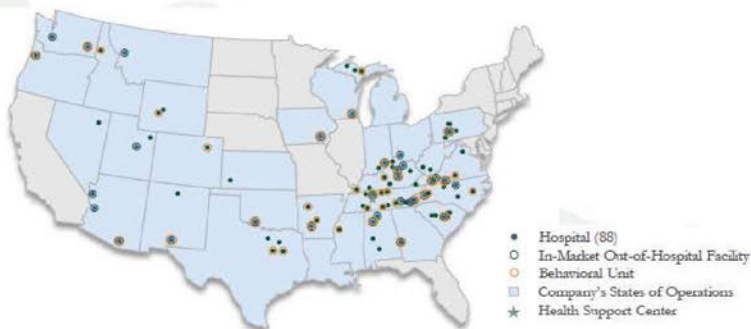 Hospital (88)
In-Market Out-of-Hospital Facility
Behavioral Unit
Company's States of Operations
Health Support Center